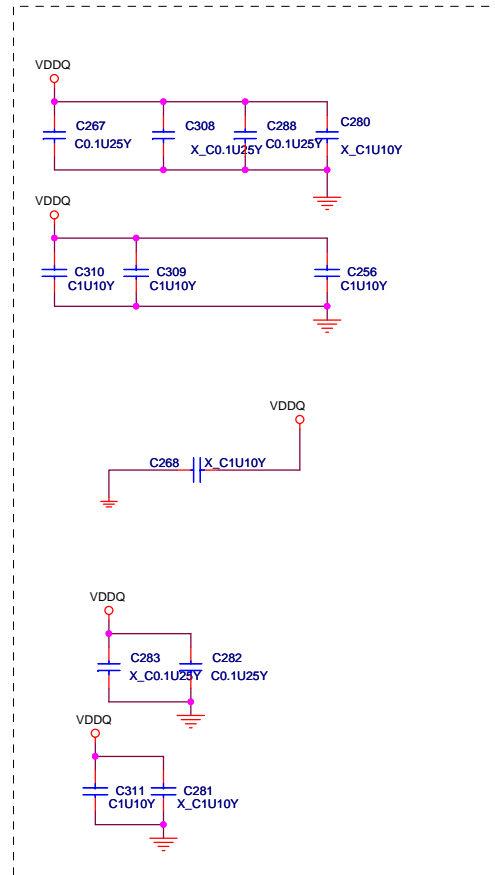 VDDQ
C267 C308 C288 C280
C0.1U25Y X_C0.1U25Y C0.1U25Y X_C1U10Y
VDDQ
C310 C309 C256
C1U10Y C1U10Y C1U10Y
VDDQ
C268 X_C1U10Y
VDDQ
C283 C282
X_C0.1U25Y C0.1U25Y
VDDQ
C311 C281
C1U10Y X_C1U10Y